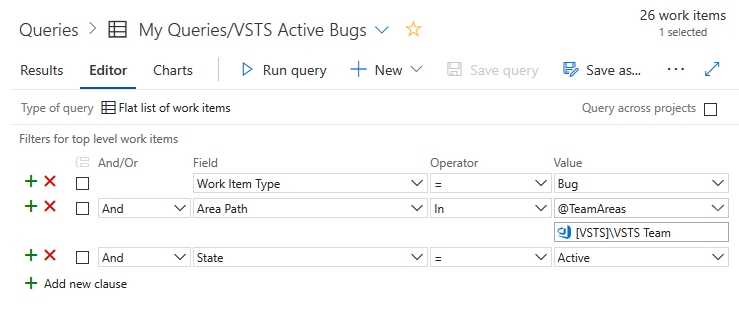 26 work items
Queries > My Queries/VSTS Active Bugs
1 selected
Results Editor Charts Run query New Save query Save as... ...
Type of query Flat list of work items Query across projects
Filters for top level work items
And/Or Field Operator Value
Work Item Type = Bug
And Area Path In @TeamAreas
[VSTS]\VSTS Team
And State = Active
Add new clause